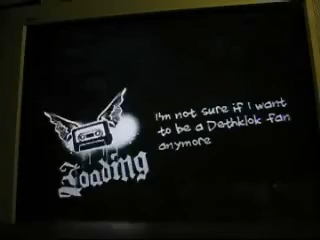 I'm not sure if I want
to be a Dethklok fan
anymore
Loading